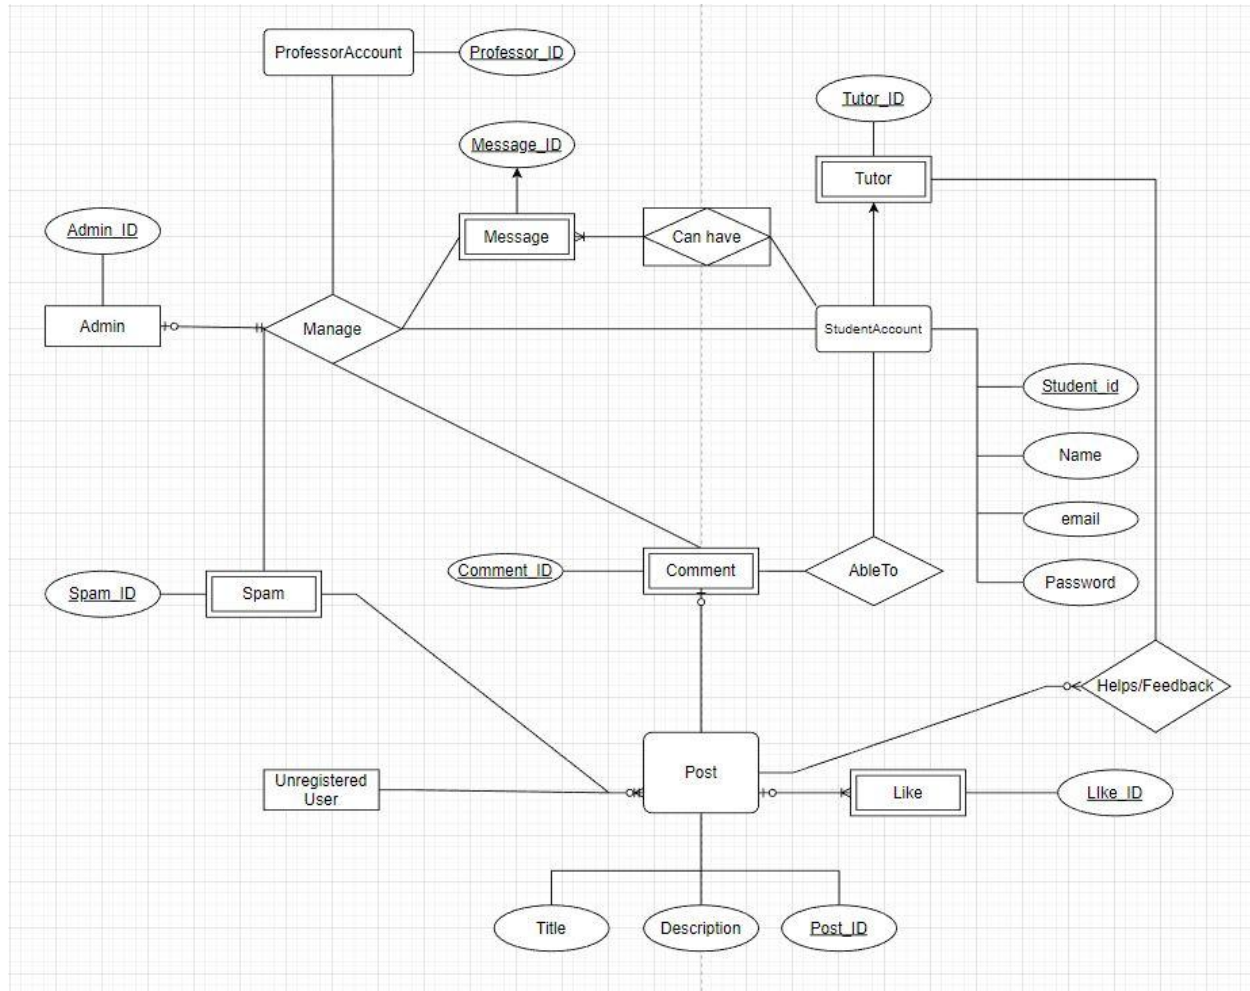 ProfessorAccount
Professor_ID
Tutor_ID
Message_ID
Tutor
Admin_ID
Message
Can have
Admin
Manage
StudentAccount
Student_id
Name
email
Comment_ID
Comment
AbleTo
Password
Spam_ID
Spam
Helps/Feedback
Post
Unregistered
User
Like
LIke_ID
Title
Description
Post_ID